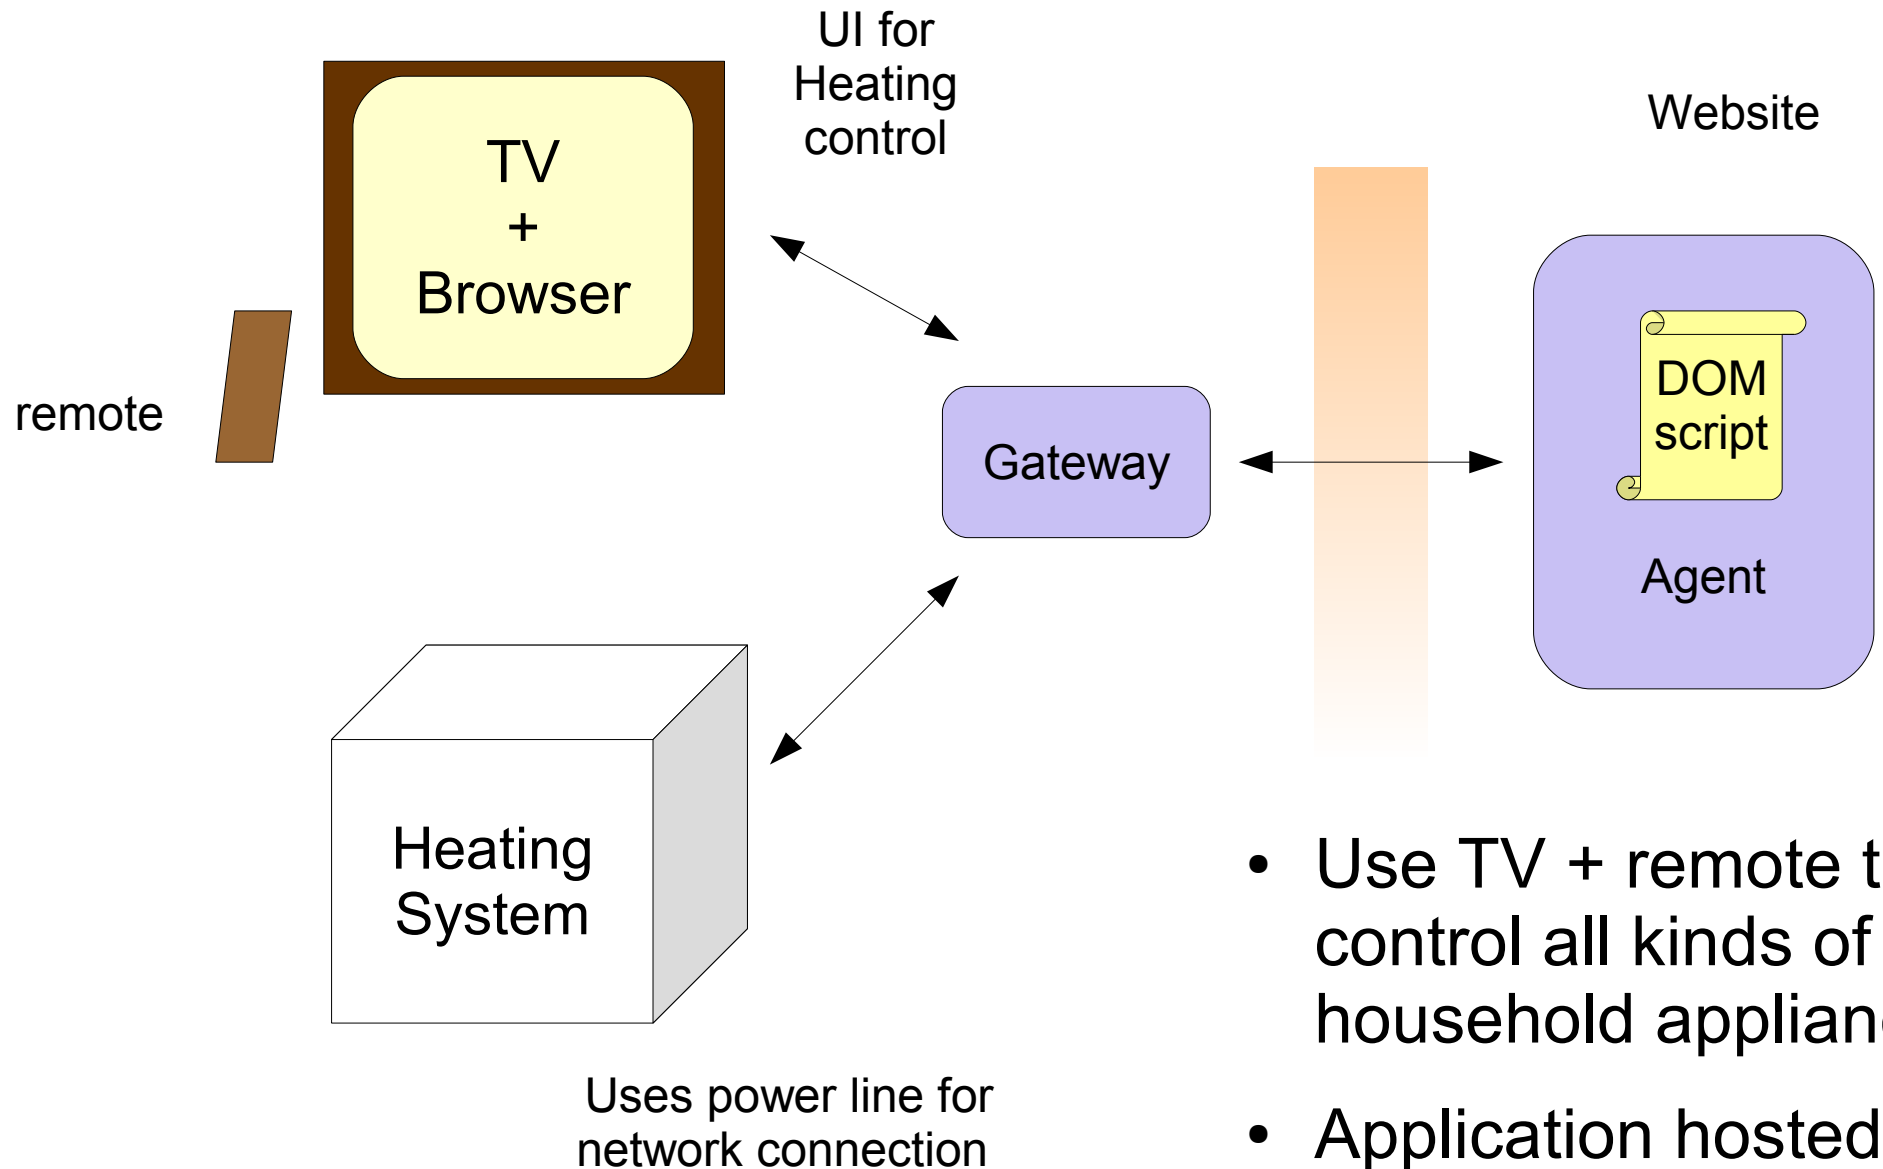 UI for
Heating
control
Website
TV
+
Browser
remote
DOM
script
Gateway
Agent
Heating
System
Uses power line for
network connection
• Use TV + remote t
control all kinds of
household applian
• Application hosted